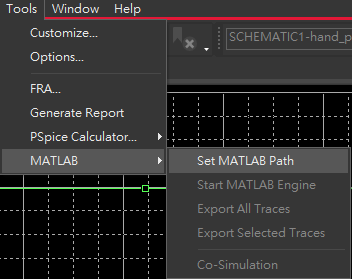 Tools Window Help
Customize...
Options...
SCHEMATIC1-hand_p
FRA...
Generate Report
PSpice Calculator...
MATLAB
Set MATLAB Path
Start MATLAB Engine
Export All Traces
Export Selected Traces
Co-Simulation